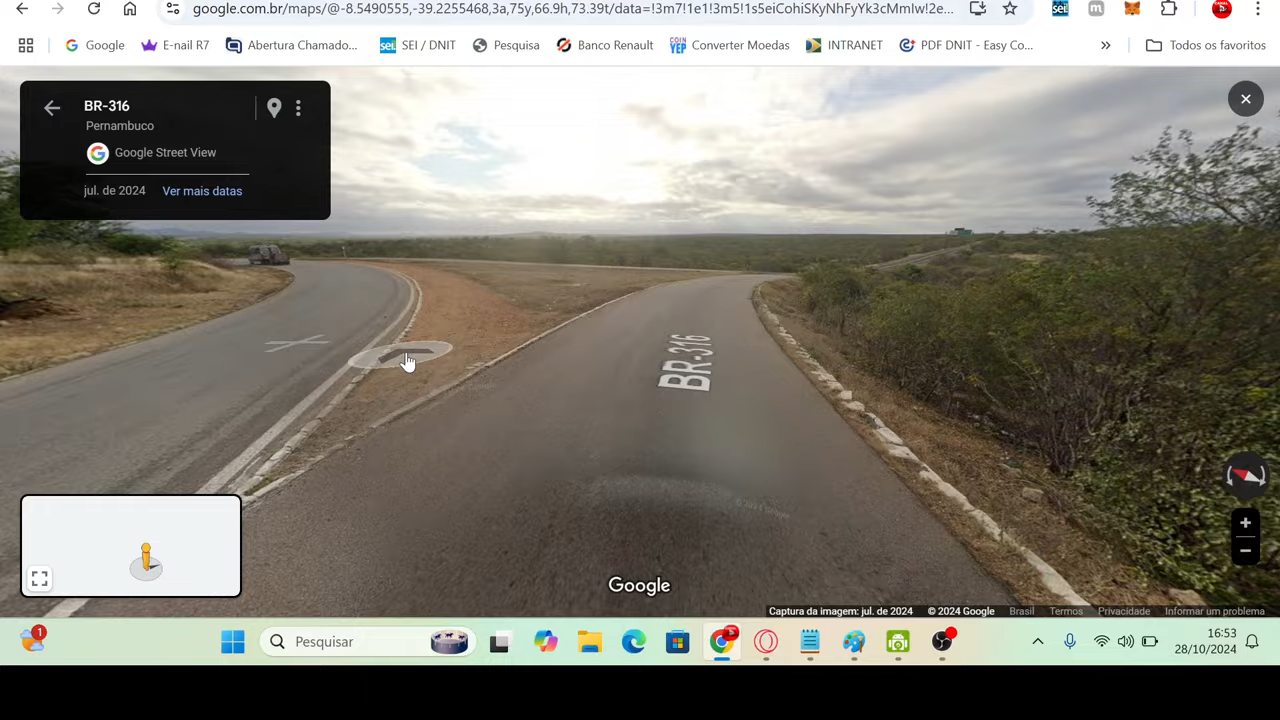 google.com.br/maps/@-8.5490555,-39.2255468,3a,75y,66.9h,73.39t/data=!3m7!1e1!3m5!1s5eiCohiSKyNhFyYk3cMmIw!2e...
Google E-nail R7 Abertura Chamado... SEI / DNIT Pesquisa Banco Renault Converter Moedas INTRANET PDF DNIT - Easy Co... » Todos os favoritos
BR-316
Pernambuco
Google Street View
jul. de 2024 Ver mais datas
BR-316
Google
Captura da imagem: jul. de 2024 © 2024 Google Brasil Termos Privacidade Informar um problema
1 Pesquisar 16:53
28/10/2024